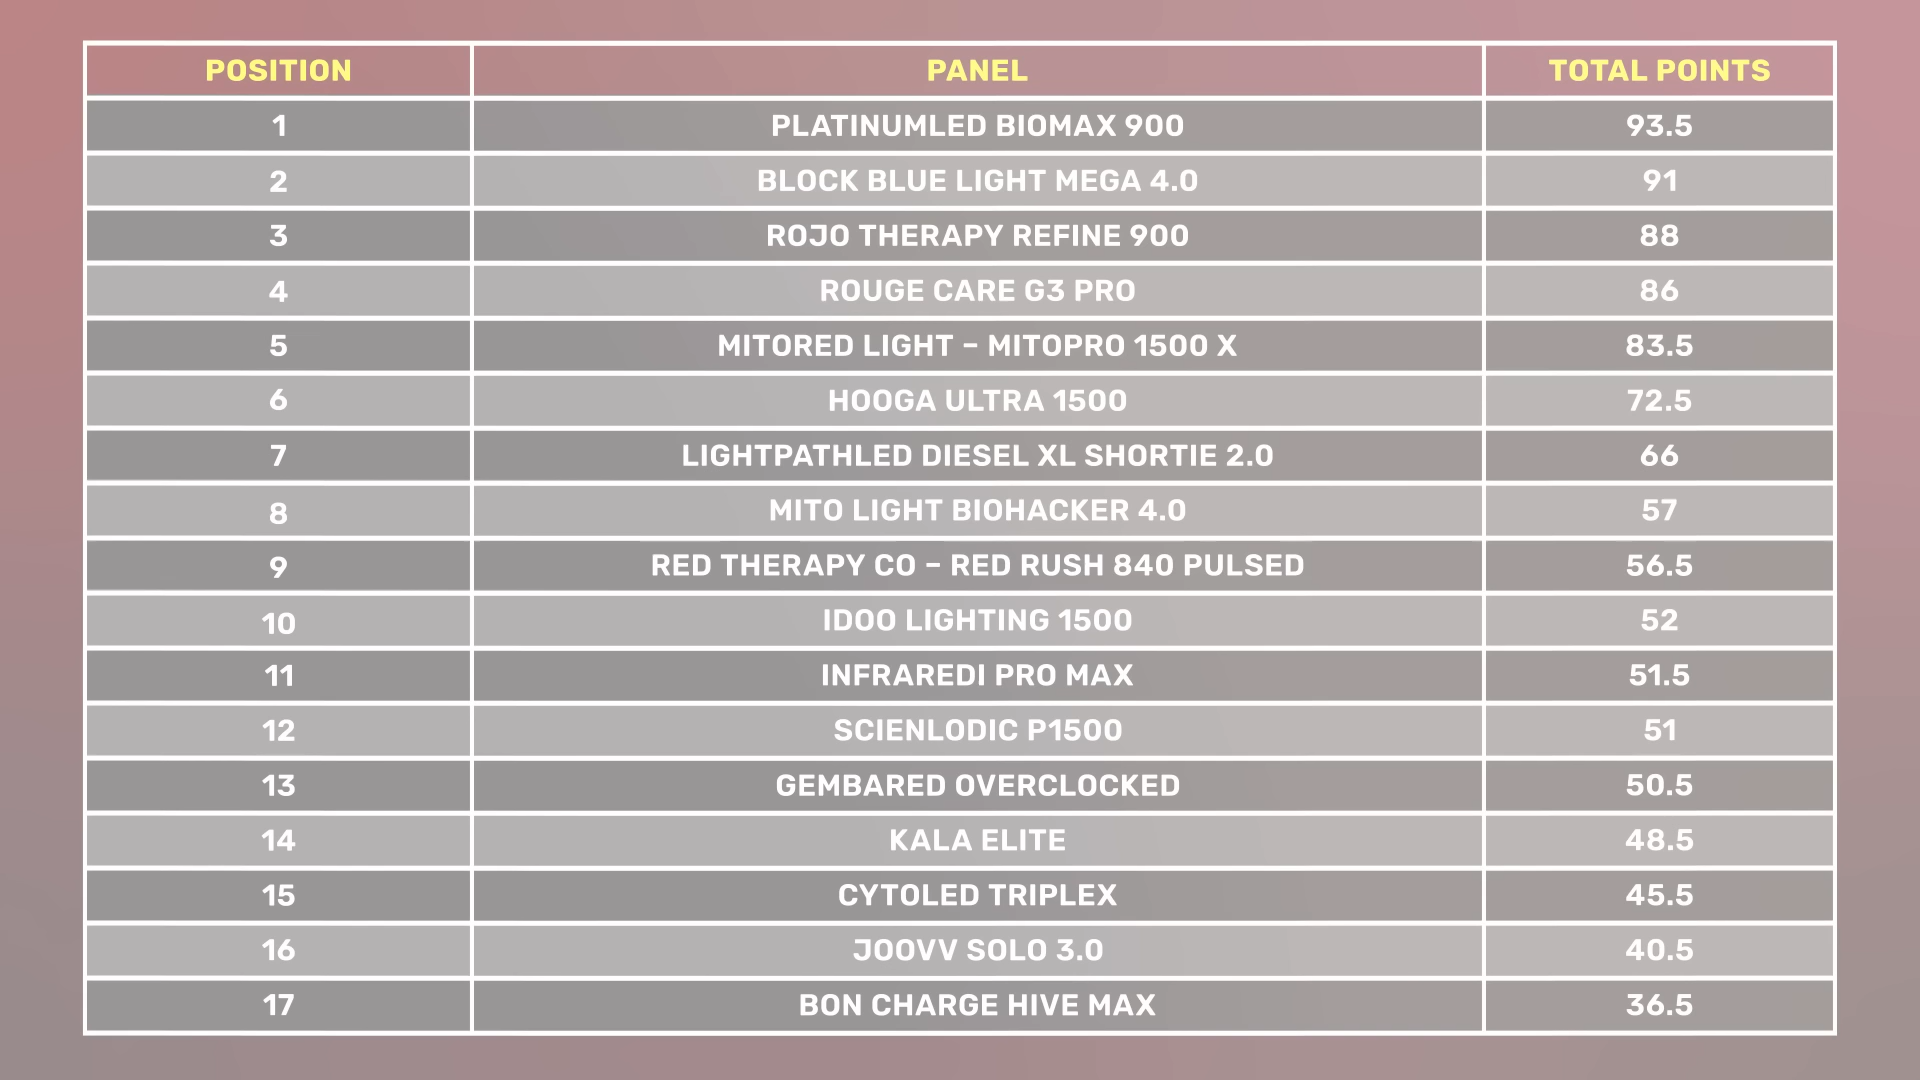 POSITION PANEL TOTAL POINTS
1 PLATINUMLED BIOMAX 900 93.5
2 BLOCK BLUE LIGHT MEGA 4.0 91
3 ROJO THERAPY REFINE 900 88
4 ROUGE CARE G3 PRO 86
5 MITORED LIGHT – MITOPRO 1500 X 83.5
6 HOOGA ULTRA 1500 72.5
7 LIGHTPATHLED DIESEL XL SHORTIE 2.0 66
8 MITO LIGHT BIOHACKER 4.0 57
9 RED THERAPY CO – RED RUSH 840 PULSED 56.5
10 IDOO LIGHTING 1500 52
11 INFRAREDI PRO MAX 51.5
12 SCIENLODIC P1500 51
13 GEMBARED OVERCLOCKED 50.5
14 KALA ELITE 48.5
15 CYTOLED TRIPLEX 45.5
16 JOOVV SOLO 3.0 40.5
17 BON CHARGE HIVE MAX 36.5